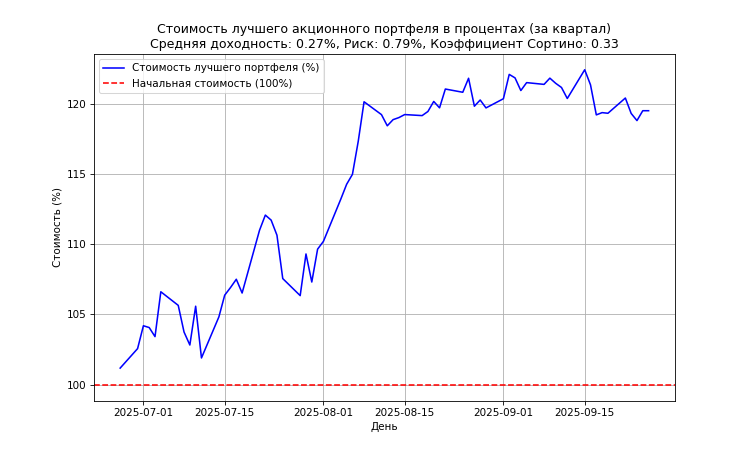 Стоимость лучшего акционного портфеля в процентах (за квартал)
Средняя доходность: 0.27%, Риск: 0.79%, Коэффициент Сортино: 0.33
Стоимость лучшего портфеля (%)
Начальная стоимость (100%)
Стоимость (%)
120
115
110
105
100
2025-07-01 2025-07-15 2025-08-01 2025-08-15 2025-09-01 2025-09-15
День